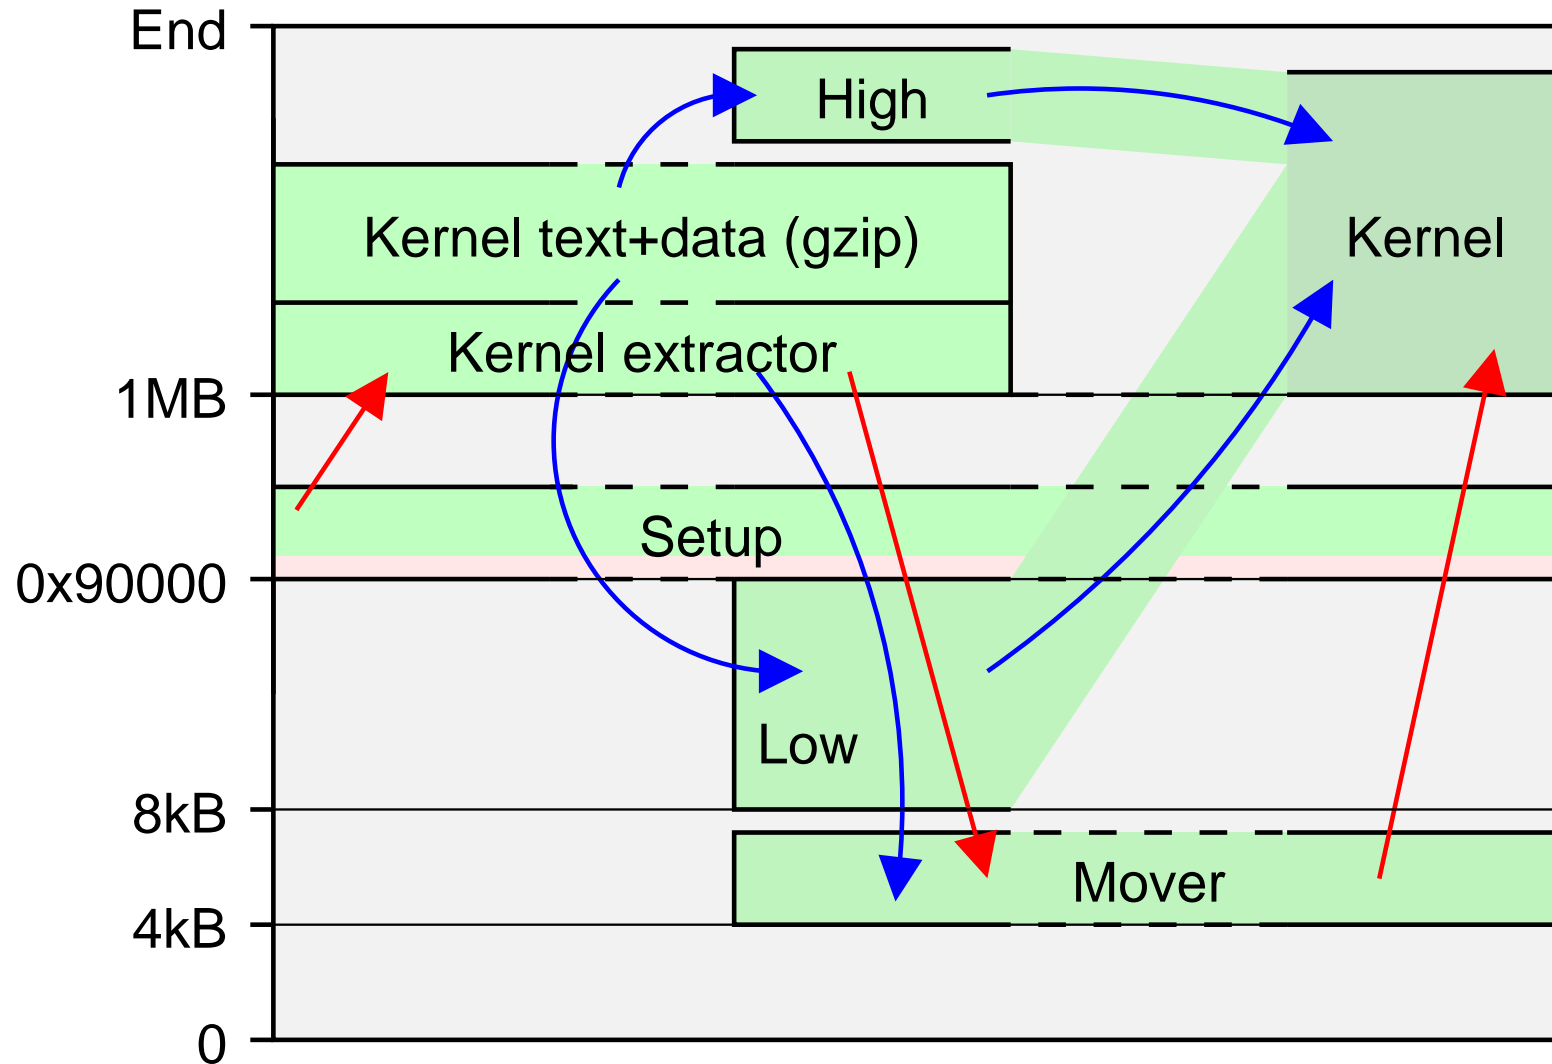 End
High
Kernel text+data (gzip)
Kernel
Kernel extractor
1MB
Setup
0x90000
Low
8kB
Mover
4kB
0